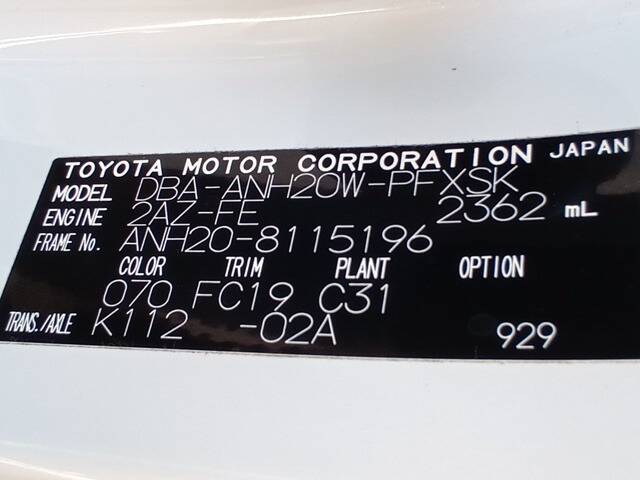 TOYOTA MOTOR CORPORATION JAPAN
MODEL DBA-ANH20W-PFXSK
ENGINE 2AZ-FE 2362 mL
FRAME No. ANH20-8115196
COLOR TRIM PLANT OPTION
070 FC19 C31
TRANS./AXLE K112 -02A 929